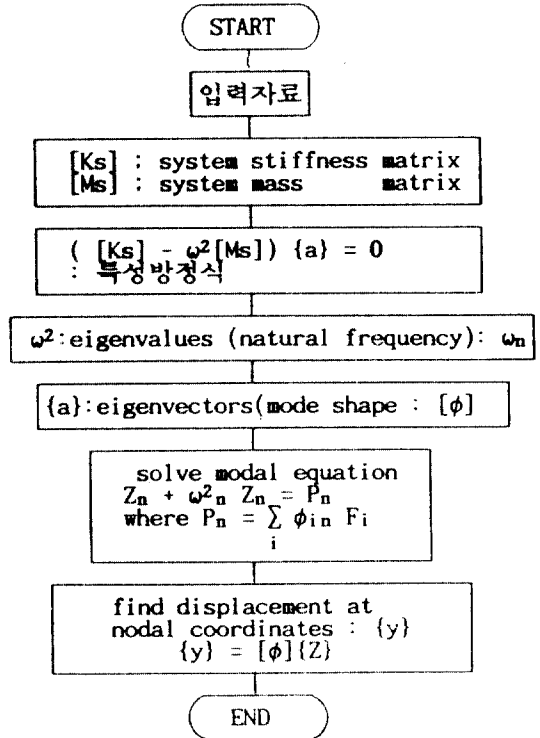 START
입력자료
[Ks] : system stiffness matrix
[Ms] : system mass matrix
( [Ks] - ω²[Ms]) {a} = 0
: 특성방정식
ω²:eigenvalues (natural frequency): ωn
{a}:eigenvectors(mode shape : [φ]
solve modal equation
Zn + ω²n Zn = Pn
where Pn = ∑ φin Fi
i
find displacement at
nodal coordinates : {y}
{y} = [φ]{Z}
END